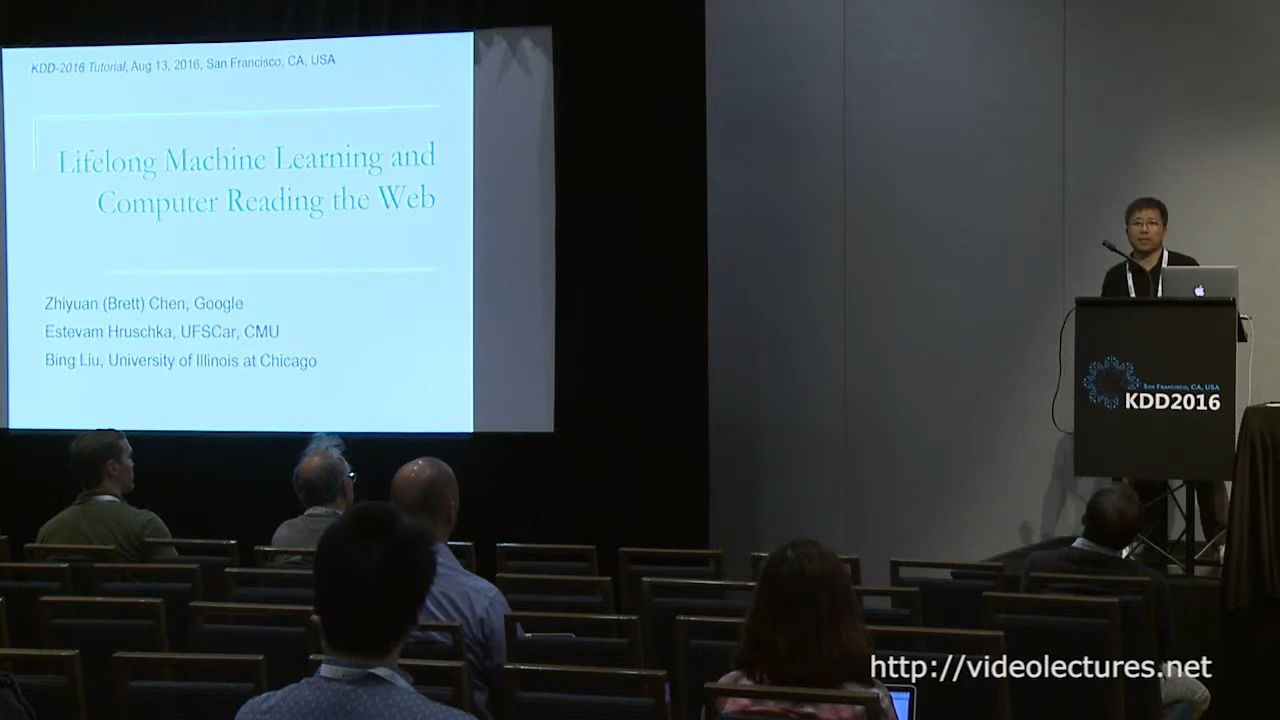 KDD-2016 Tutorial, Aug 13, 2016, San Francisco, CA, USA
Lifelong Machine Learning and
Computer Reading the Web
Zhiyuan (Brett) Chen, Google
Estevam Hruschka, UFSCar, CMU
Bing Liu, University of Illinois at Chicago
San Francisco, CA, USA
KDD2016
http://videolectures.net